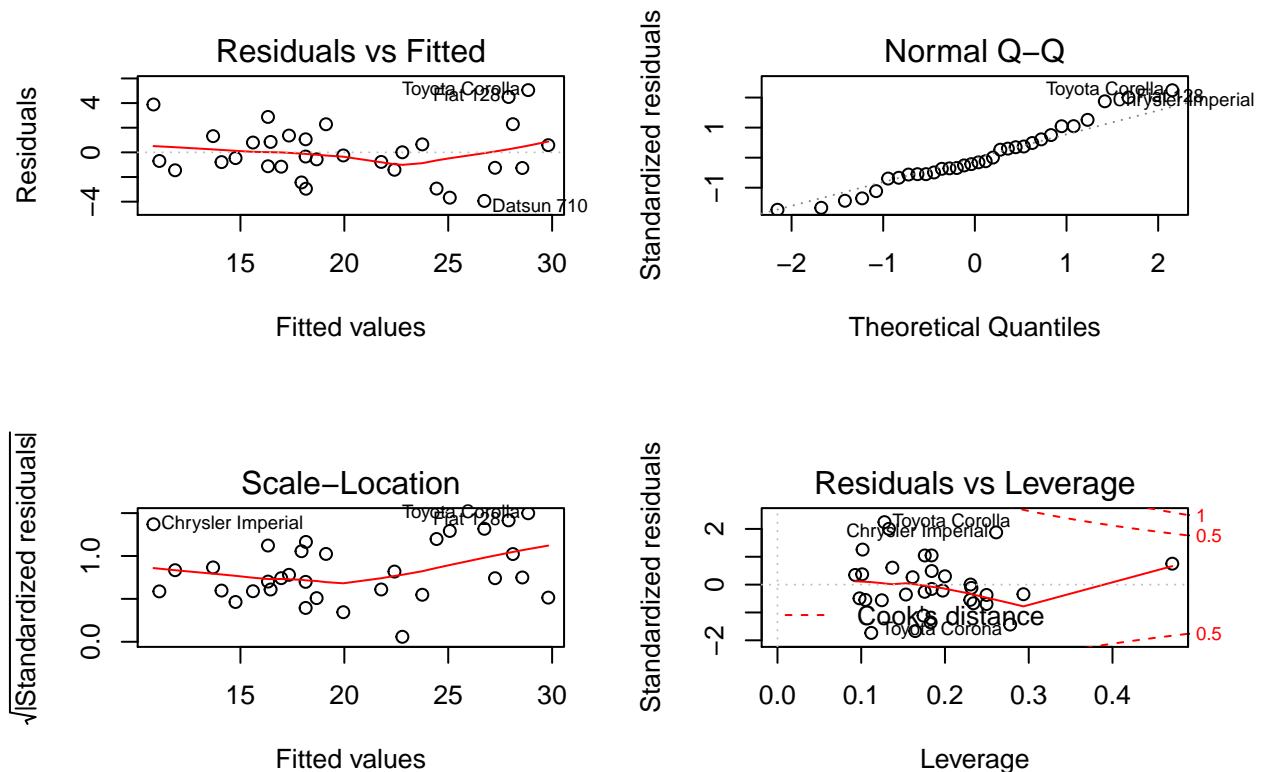 Residuals vs Fitted
Residuals
4
0
−4
Toyota Corolla
Fiat 128
Datsun 710
15 20 25 30
Fitted values
Normal Q−Q
Standardized residuals
1
−1
Toyota Corolla
Fiat 128
Chrysler Imperial
−2 −1 0 1 2
Theoretical Quantiles
Scale−Location
√|Standardized residuals|
1.0
0.0
Chrysler Imperial
Toyota Corolla
Fiat 128
15 20 25 30
Fitted values
Residuals vs Leverage
Standardized residuals
2
0
−2
Toyota Corolla
Chrysler Imperial
Cook's distance
Toyota Corona
1
0.5
0.5
0.0 0.1 0.2 0.3 0.4
Leverage